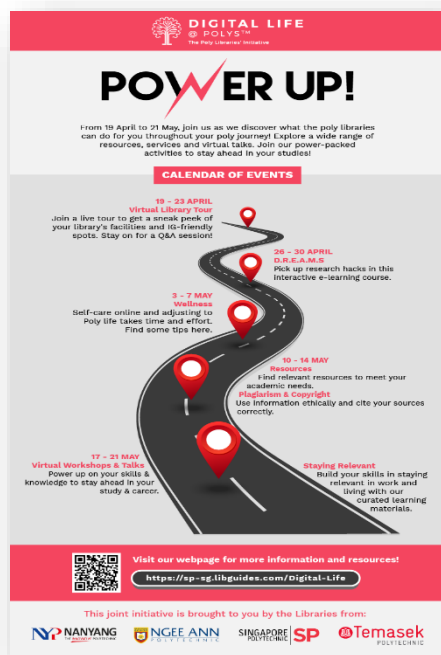 DIGITAL LIFE
@ POLYS™
The Poly Libraries' Initiative
POWER UP!
From 19 April to 21 May, join us as we discover what the poly libraries
can do for you throughout your poly journey! Explore a wide range of
resources, services and virtual talks. Join our power-packed
activities to stay ahead in your studies!
CALENDAR OF EVENTS
19 - 23 APRIL
Virtual Library Tour
Join a live tour to get a sneak peek of
your library's facilities and IG-friendly
spots. Stay on for a Q&A session!
26 - 30 APRIL
D.R.E.A.M.S
Pick up research hacks in this
interactive e-learning course.
3 - 7 MAY
Wellness
Self-care online and adjusting to
Poly life takes time and effort.
Find some tips here.
10 - 14 MAY
Resources
Find relevant resources to meet your
academic needs.
Plagiarism & Copyright
Use information ethically and cite your sources
correctly.
17 - 21 MAY
Virtual Workshops & Talks
Power up on your skills &
knowledge to stay ahead in your
study & career.
Staying Relevant
Build your skills in staying
relevant in work and
living with our
curated learning
materials.
Visit our webpage for more information and resources!
https://sp-sg.libguides.com/Digital-Life
This joint initiative is brought to you by the Libraries from:
NYP NANYANG
POLYTECHNIC
NGEE ANN
POLYTECHNIC
SINGAPORE
POLYTECHNIC
SP
Temasek
POLYTECHNIC